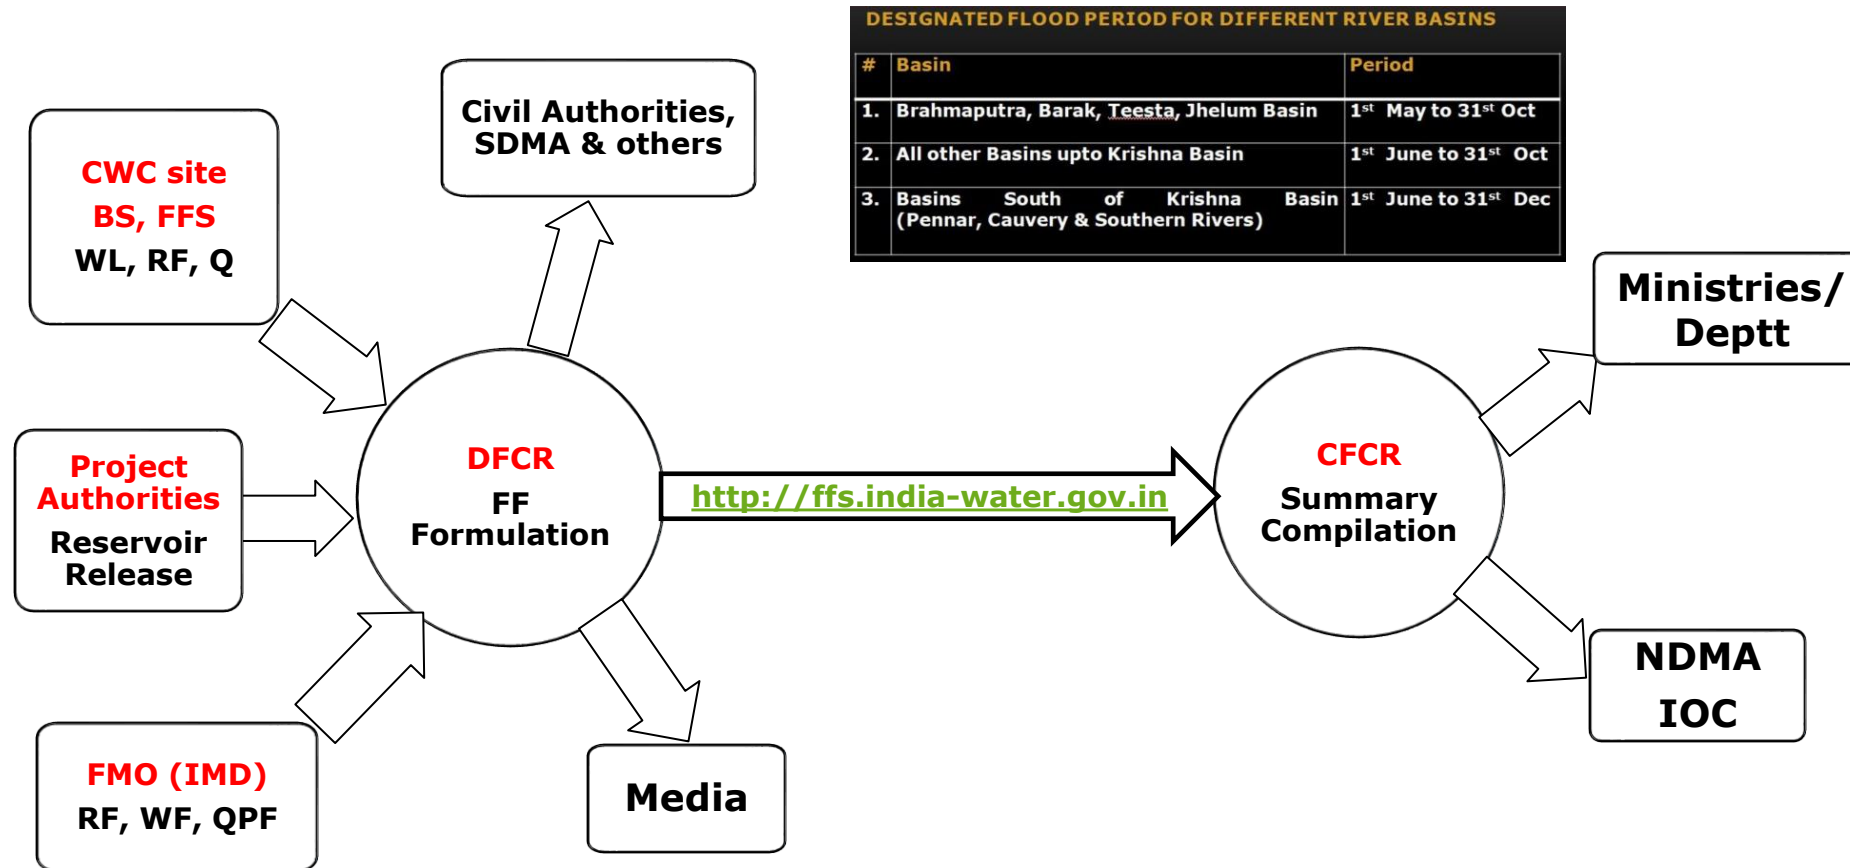 DESIGNATED FLOOD PERIOD FOR DIFFERENT RIVER BASINS
# Basin Period
1. Brahmaputra, Barak, Teesta, Jhelum Basin 1st May to 31st Oct
2. All other Basins upto Krishna Basin 1st June to 31st Oct
3. Basins South of Krishna Basin 1st June to 31st Dec
(Pennar, Cauvery & Southern Rivers)
Civil Authorities,
SDMA & others
CWC site
BS, FFS
WL, RF, Q
Project
Authorities
Reservoir
Release
FMO (IMD)
RF, WF, QPF
DFCR
FF
Formulation
Media
http://ffs.india-water.gov.in
CFCR
Summary
Compilation
Ministries/
Deptt
NDMA
IOC